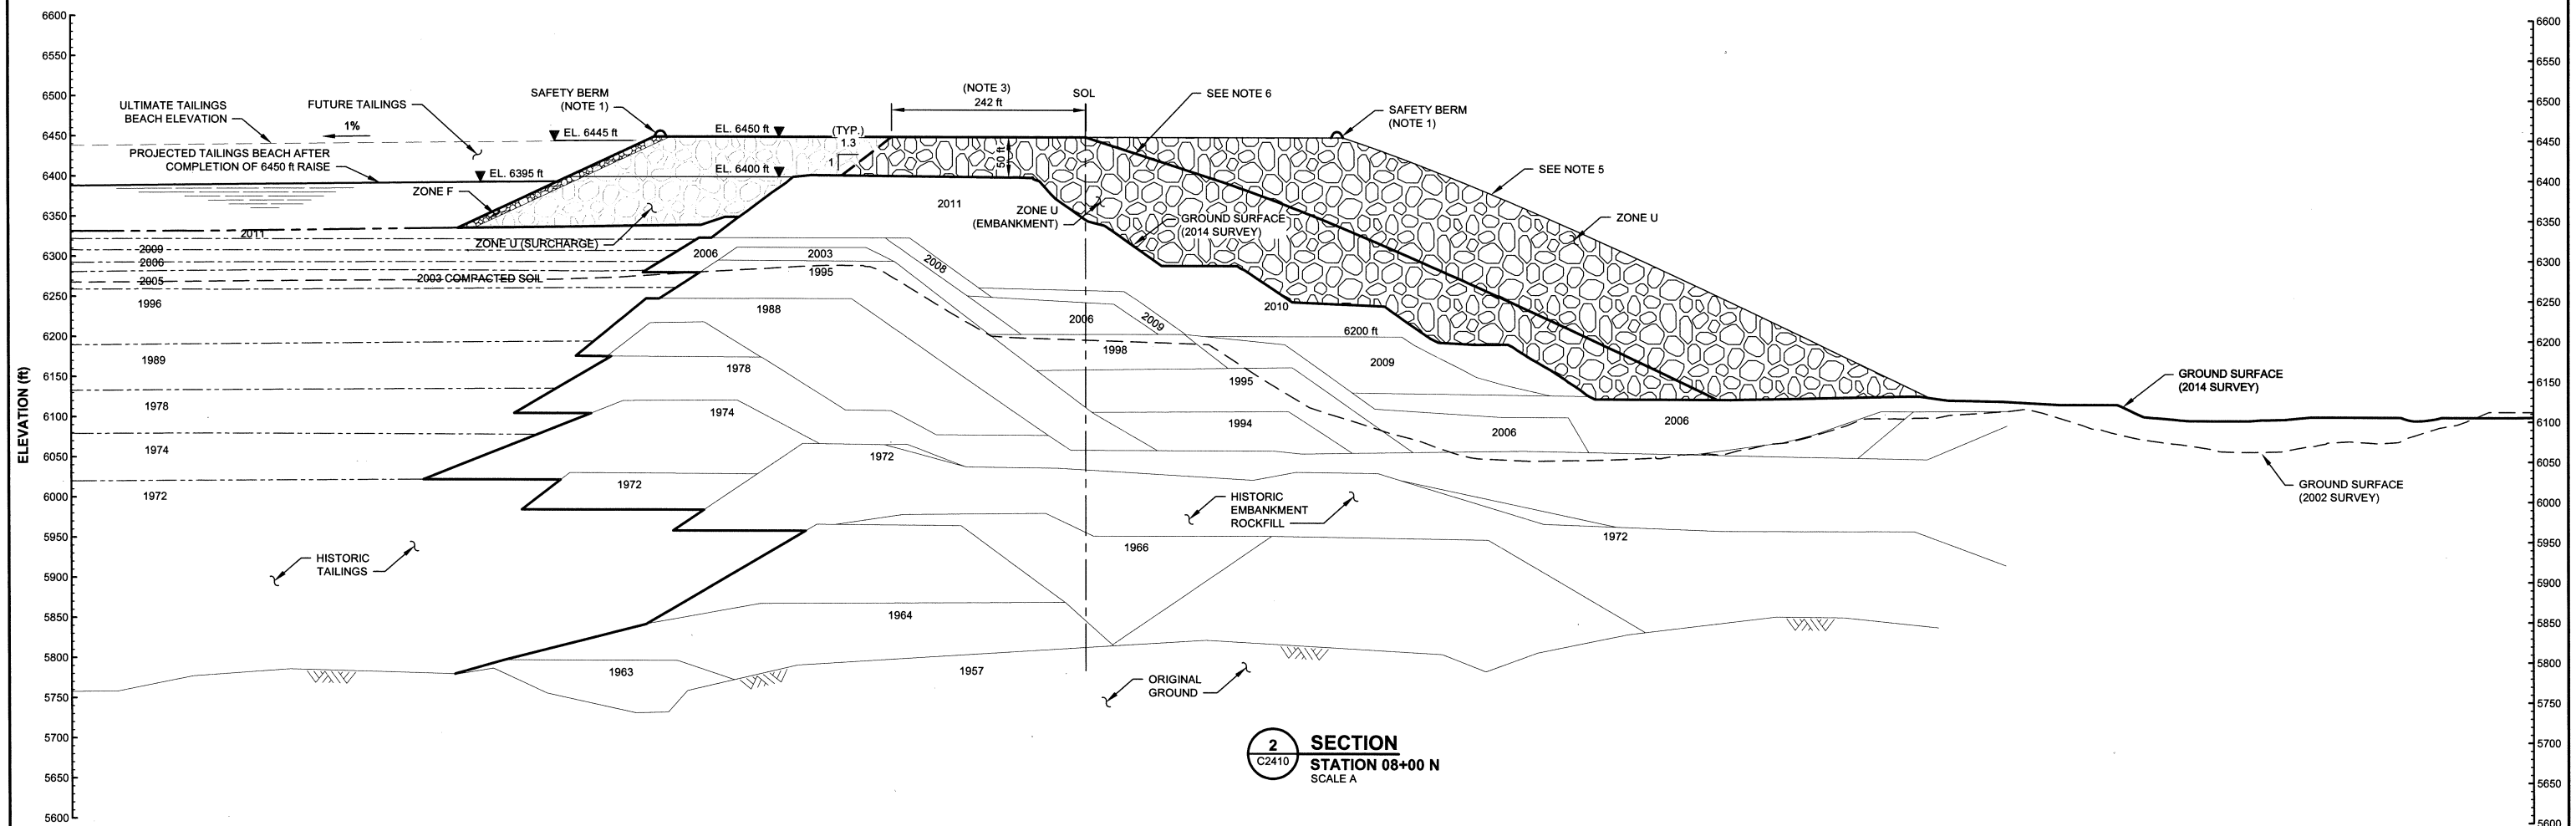 6600
6550
6500
6450
6400
6350
6300
6250
6200
6150
6100
6050
6000
5950
5900
5850
5800
5750
5700
5650
5600
ELEVATION (ft)
ULTIMATE TAILINGS
BEACH ELEVATION
FUTURE TAILINGS
1%
PROJECTED TAILINGS BEACH AFTER
COMPLETION OF 6450 ft RAISE
SAFETY BERM
(NOTE 1)
EL. 6445 ft
EL. 6450 ft
(TYP.)
1.3
1
(NOTE 3)
242 ft
SOL
SEE NOTE 6
SAFETY BERM
(NOTE 1)
50 ft
EL. 6395 ft
EL. 6400 ft
ZONE F
SEE NOTE 5
ZONE U
2011
ZONE U
(EMBANKMENT)
GROUND SURFACE
(2014 SURVEY)
ZONE U (SURCHARGE)
2011
2009
2006
2005
2003 COMPACTED SOIL
1996
1989
1978
1974
1972
2006
2003
1995
2008
1988
2006
2009
2010
6200 ft
1998
2009
1978
1995
1974
1994
2006
2006
1972
1972
HISTORIC
EMBANKMENT
ROCKFILL
1966
1972
HISTORIC
TAILINGS
1964
1963
1957
ORIGINAL
GROUND
GROUND SURFACE
(2014 SURVEY)
GROUND SURFACE
(2002 SURVEY)
2
C2410
SECTION
STATION 08+00 N
SCALE A
6600
6550
6500
6450
6400
6350
6300
6250
6200
6150
6100
6050
6000
5950
5900
5850
5800
5750
5700
5650
5600